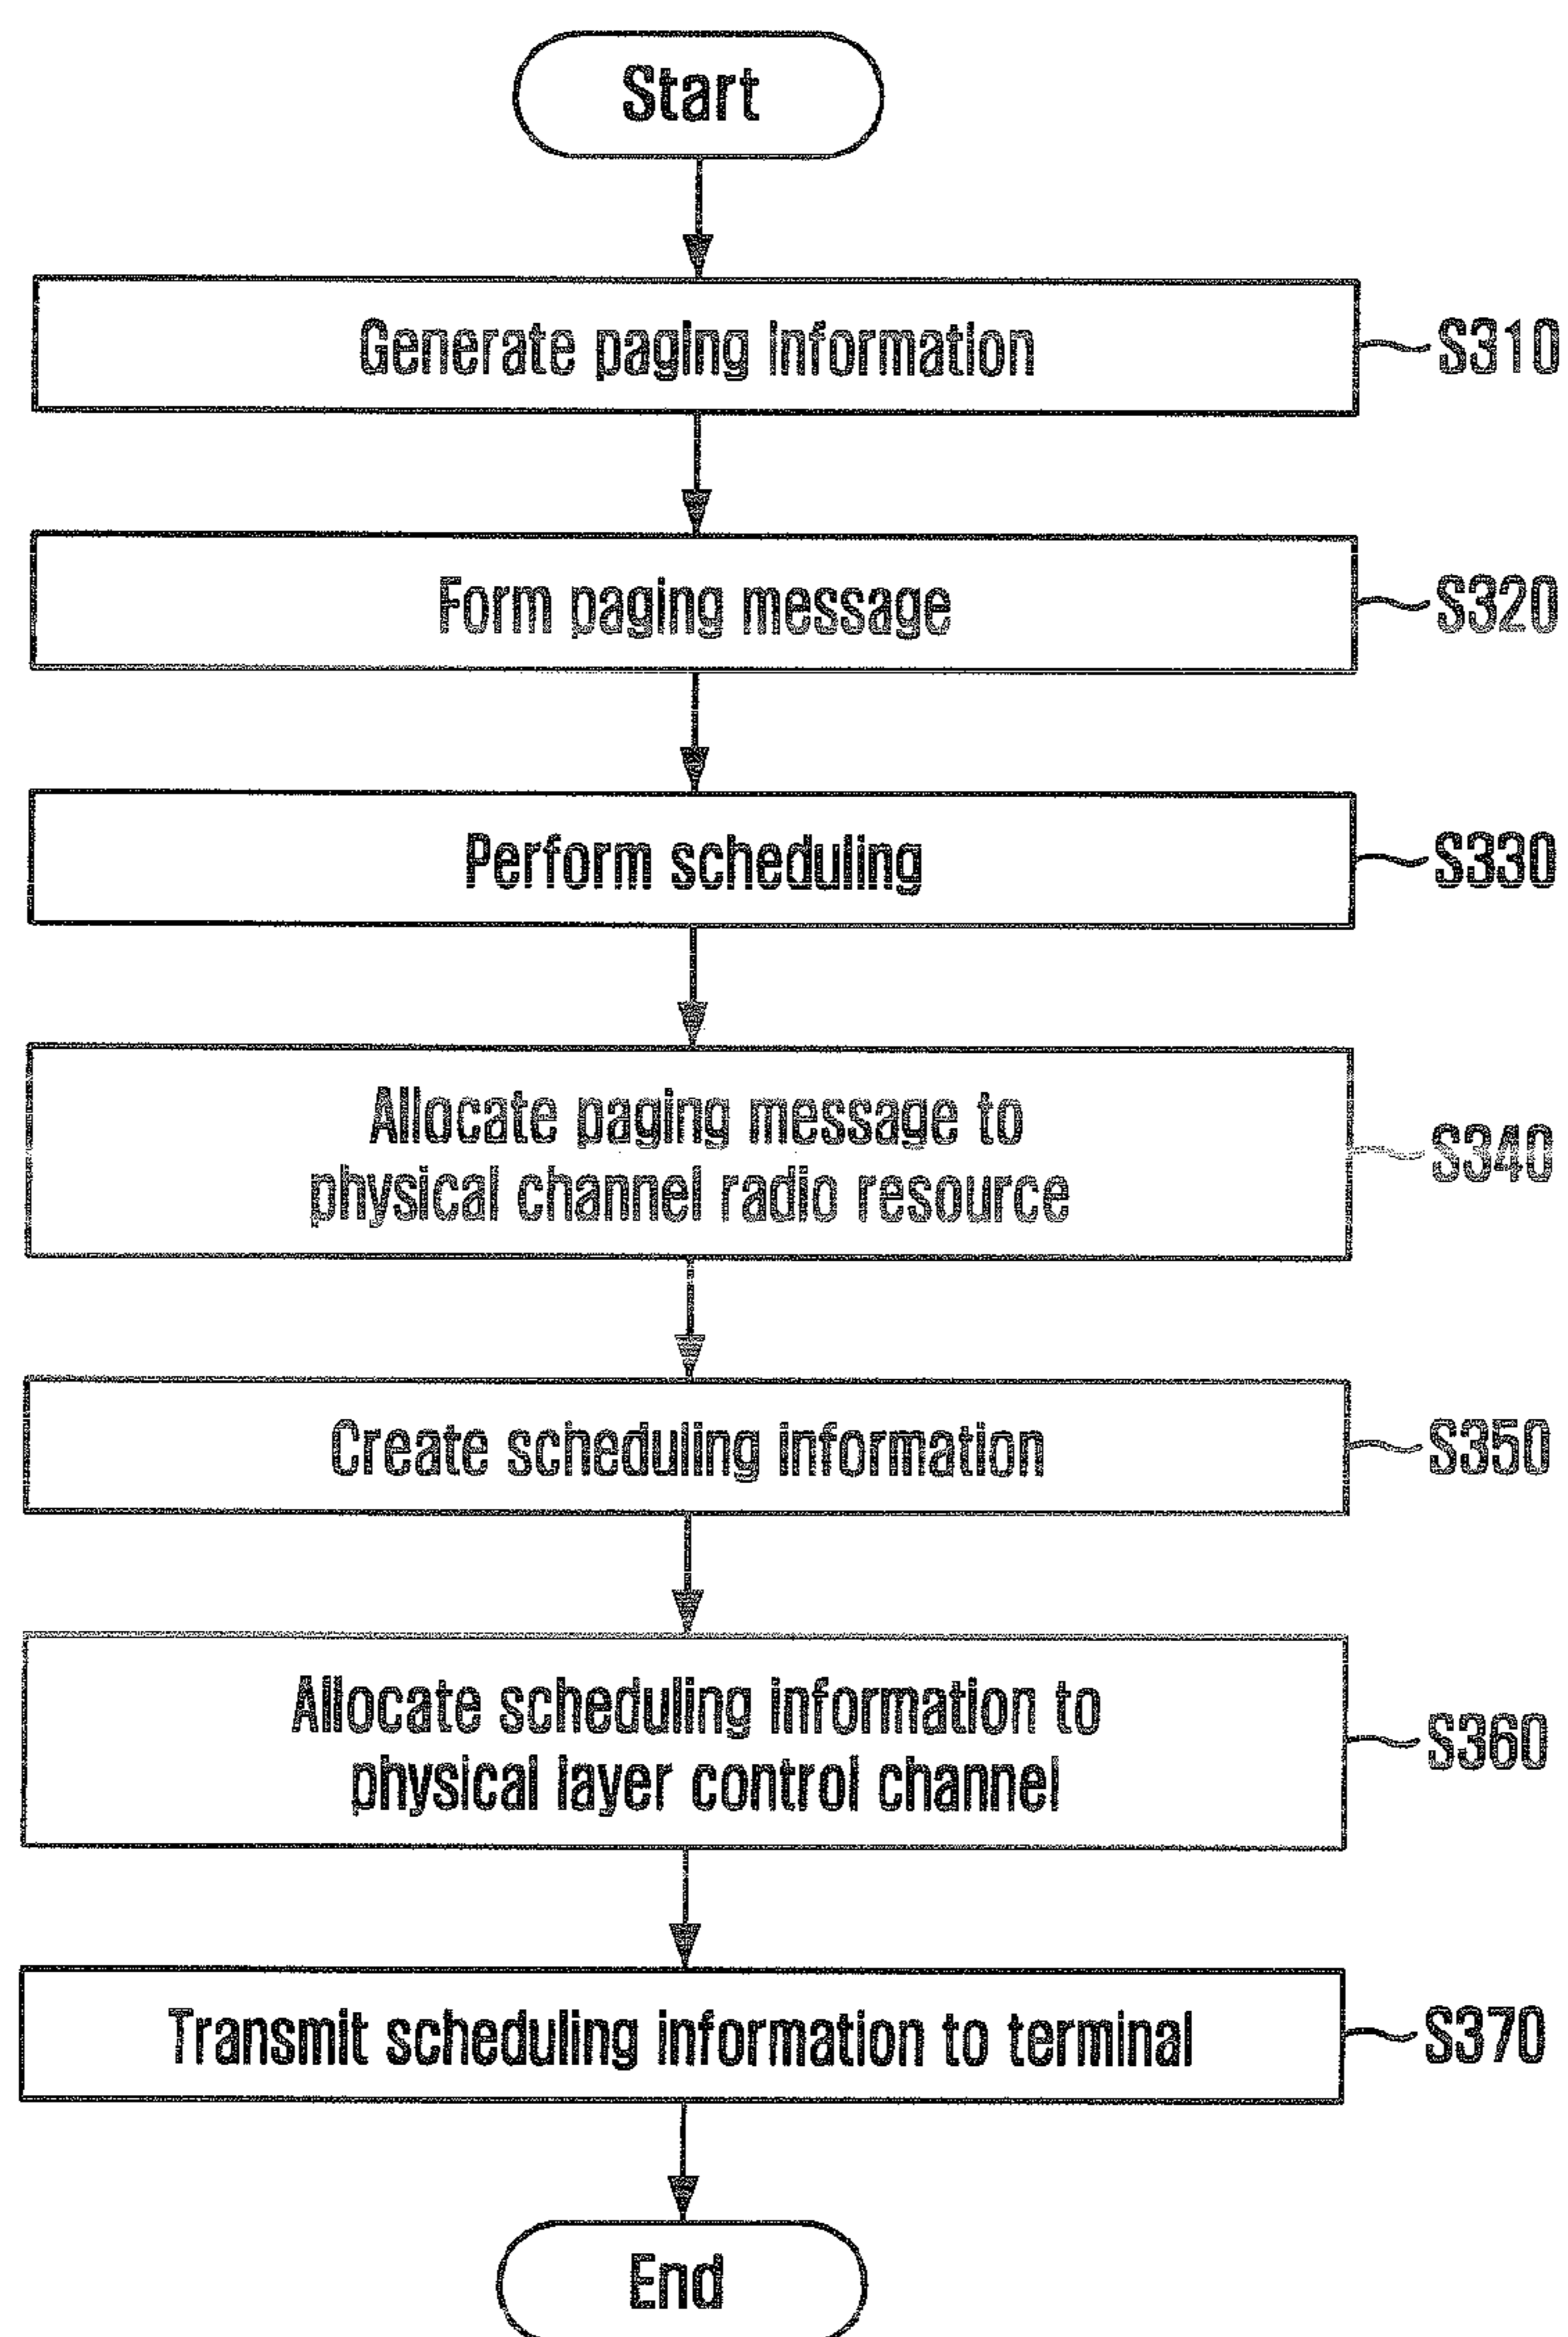 Start
Generate paging information
S310
Form paging message
S320
Perform scheduling
S330
Allocate paging message to
physical channel radio resource
S340
Create scheduling information
S350
Allocate scheduling information to
physical layer control channel
S360
Transmit scheduling information to terminal
S370
End